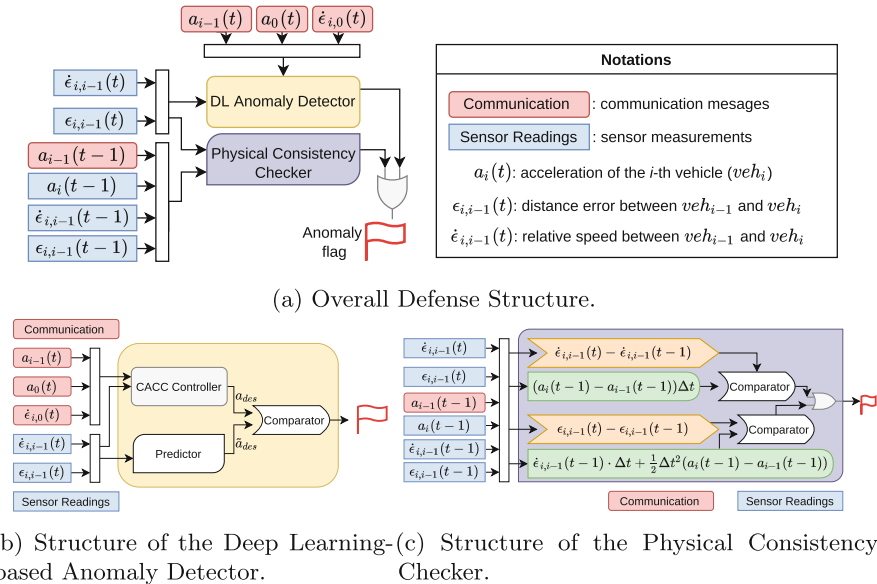 a_{i−1}(t)
a_0(t)
ϵ̇_{i,0}(t)
ϵ̇_{i,i−1}(t)
ϵ_{i,i−1}(t)
a_{i−1}(t − 1)
a_i(t − 1)
ϵ̇_{i,i−1}(t − 1)
ϵ_{i,i−1}(t − 1)
DL Anomaly Detector
Physical Consistency
Checker
Anomaly
flag
Notations
Communication : communication mesages
Sensor Readings : sensor measurements
a_i(t): acceleration of the i-th vehicle (veh_i)
ϵ_{i,i−1}(t): distance error between veh_{i−1} and veh_i
ϵ̇_{i,i−1}(t): relative speed between veh_{i−1} and veh_i
(a) Overall Defense Structure.
Communication
a_{i−1}(t)
a_0(t)
ϵ̇_{i,0}(t)
ϵ̇_{i,i−1}(t)
ϵ_{i,i−1}(t)
Sensor Readings
CACC Controller
Predictor
a_{des}
ã_{des}
Comparator
b) Structure of the Deep Learning-
based Anomaly Detector.
ϵ̇_{i,i−1}(t)
ϵ_{i,i−1}(t)
a_{i−1}(t − 1)
a_i(t − 1)
ϵ̇_{i,i−1}(t − 1)
ϵ_{i,i−1}(t − 1)
ϵ̇_{i,i−1}(t) − ϵ̇_{i,i−1}(t − 1)
(a_i(t − 1) − a_{i−1}(t − 1))Δt
ϵ_{i,i−1}(t) − ϵ_{i,i−1}(t − 1)
ϵ̇_{i,i−1}(t − 1) · Δt + ½Δt²(a_i(t − 1) − a_{i−1}(t − 1))
Comparator
Comparator
Communication
Sensor Readings
(c) Structure of the Physical Consistency
Checker.